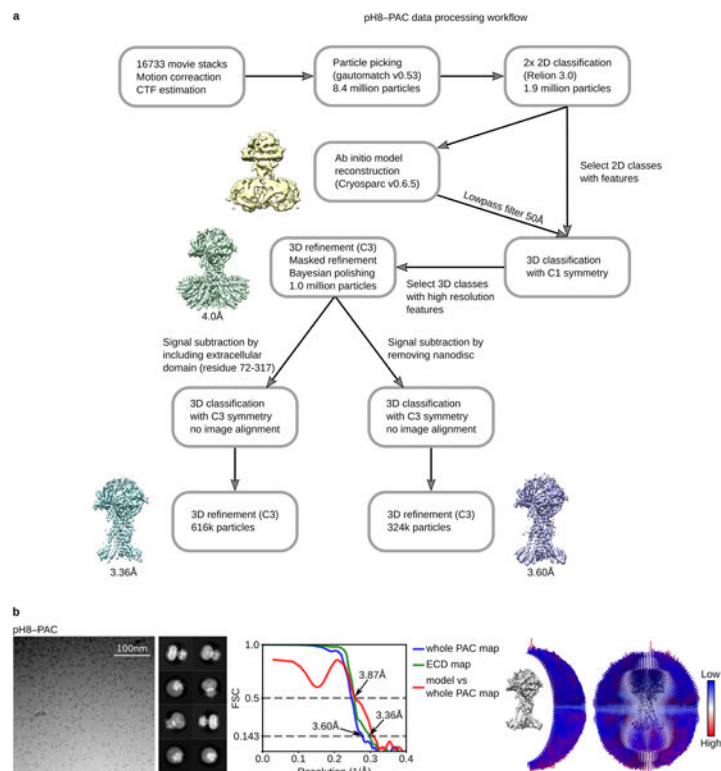 a
pH8–PAC data processing workflow
16733 movie stacks
Motion correaction
CTF estimation
Particle picking
(gautomatch v0.53)
8.4 million particles
2x 2D classification
(Relion 3.0)
1.9 million particles
Ab initio model
reconstruction
(Cryosparc v0.6.5)
Select 2D classes
with features
Lowpass filter 50Å
3D refinement (C3)
Masked refinement
Bayesian polishing
1.0 million particles
3D classification
with C1 symmetry
Select 3D classes
with high resolution
features
4.0Å
Signal subtraction by
including extracellular
domain (residue 72-317)
Signal subtraction by
removing nanodisc
3D classification
with C3 symmetry
no image alignment
3D classification
with C3 symmetry
no image alignment
3D refinement (C3)
616k particles
3D refinement (C3)
324k particles
3.36Å
3.60Å
b
pH8–PAC
100nm
FSC
1.0
0.5
0.143
3.87Å
3.36Å
3.60Å
0.0
0.1
0.2
0.3
0.4
Resolution (1/Å)
whole PAC map
ECD map
model vs
whole PAC map
Low
High